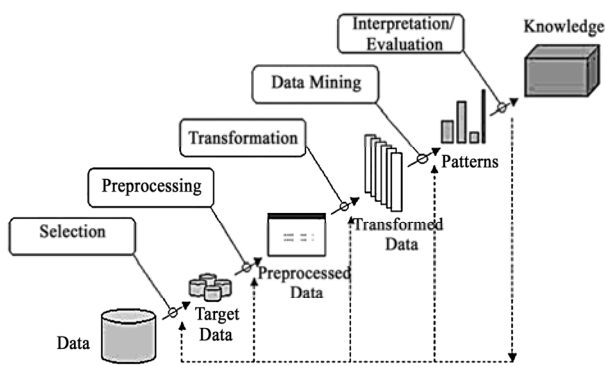 Interpretation/
Evaluation
Knowledge
Data Mining
Patterns
Transformation
Transformed
Data
Preprocessing
Preprocessed
Data
Selection
Target
Data
Data